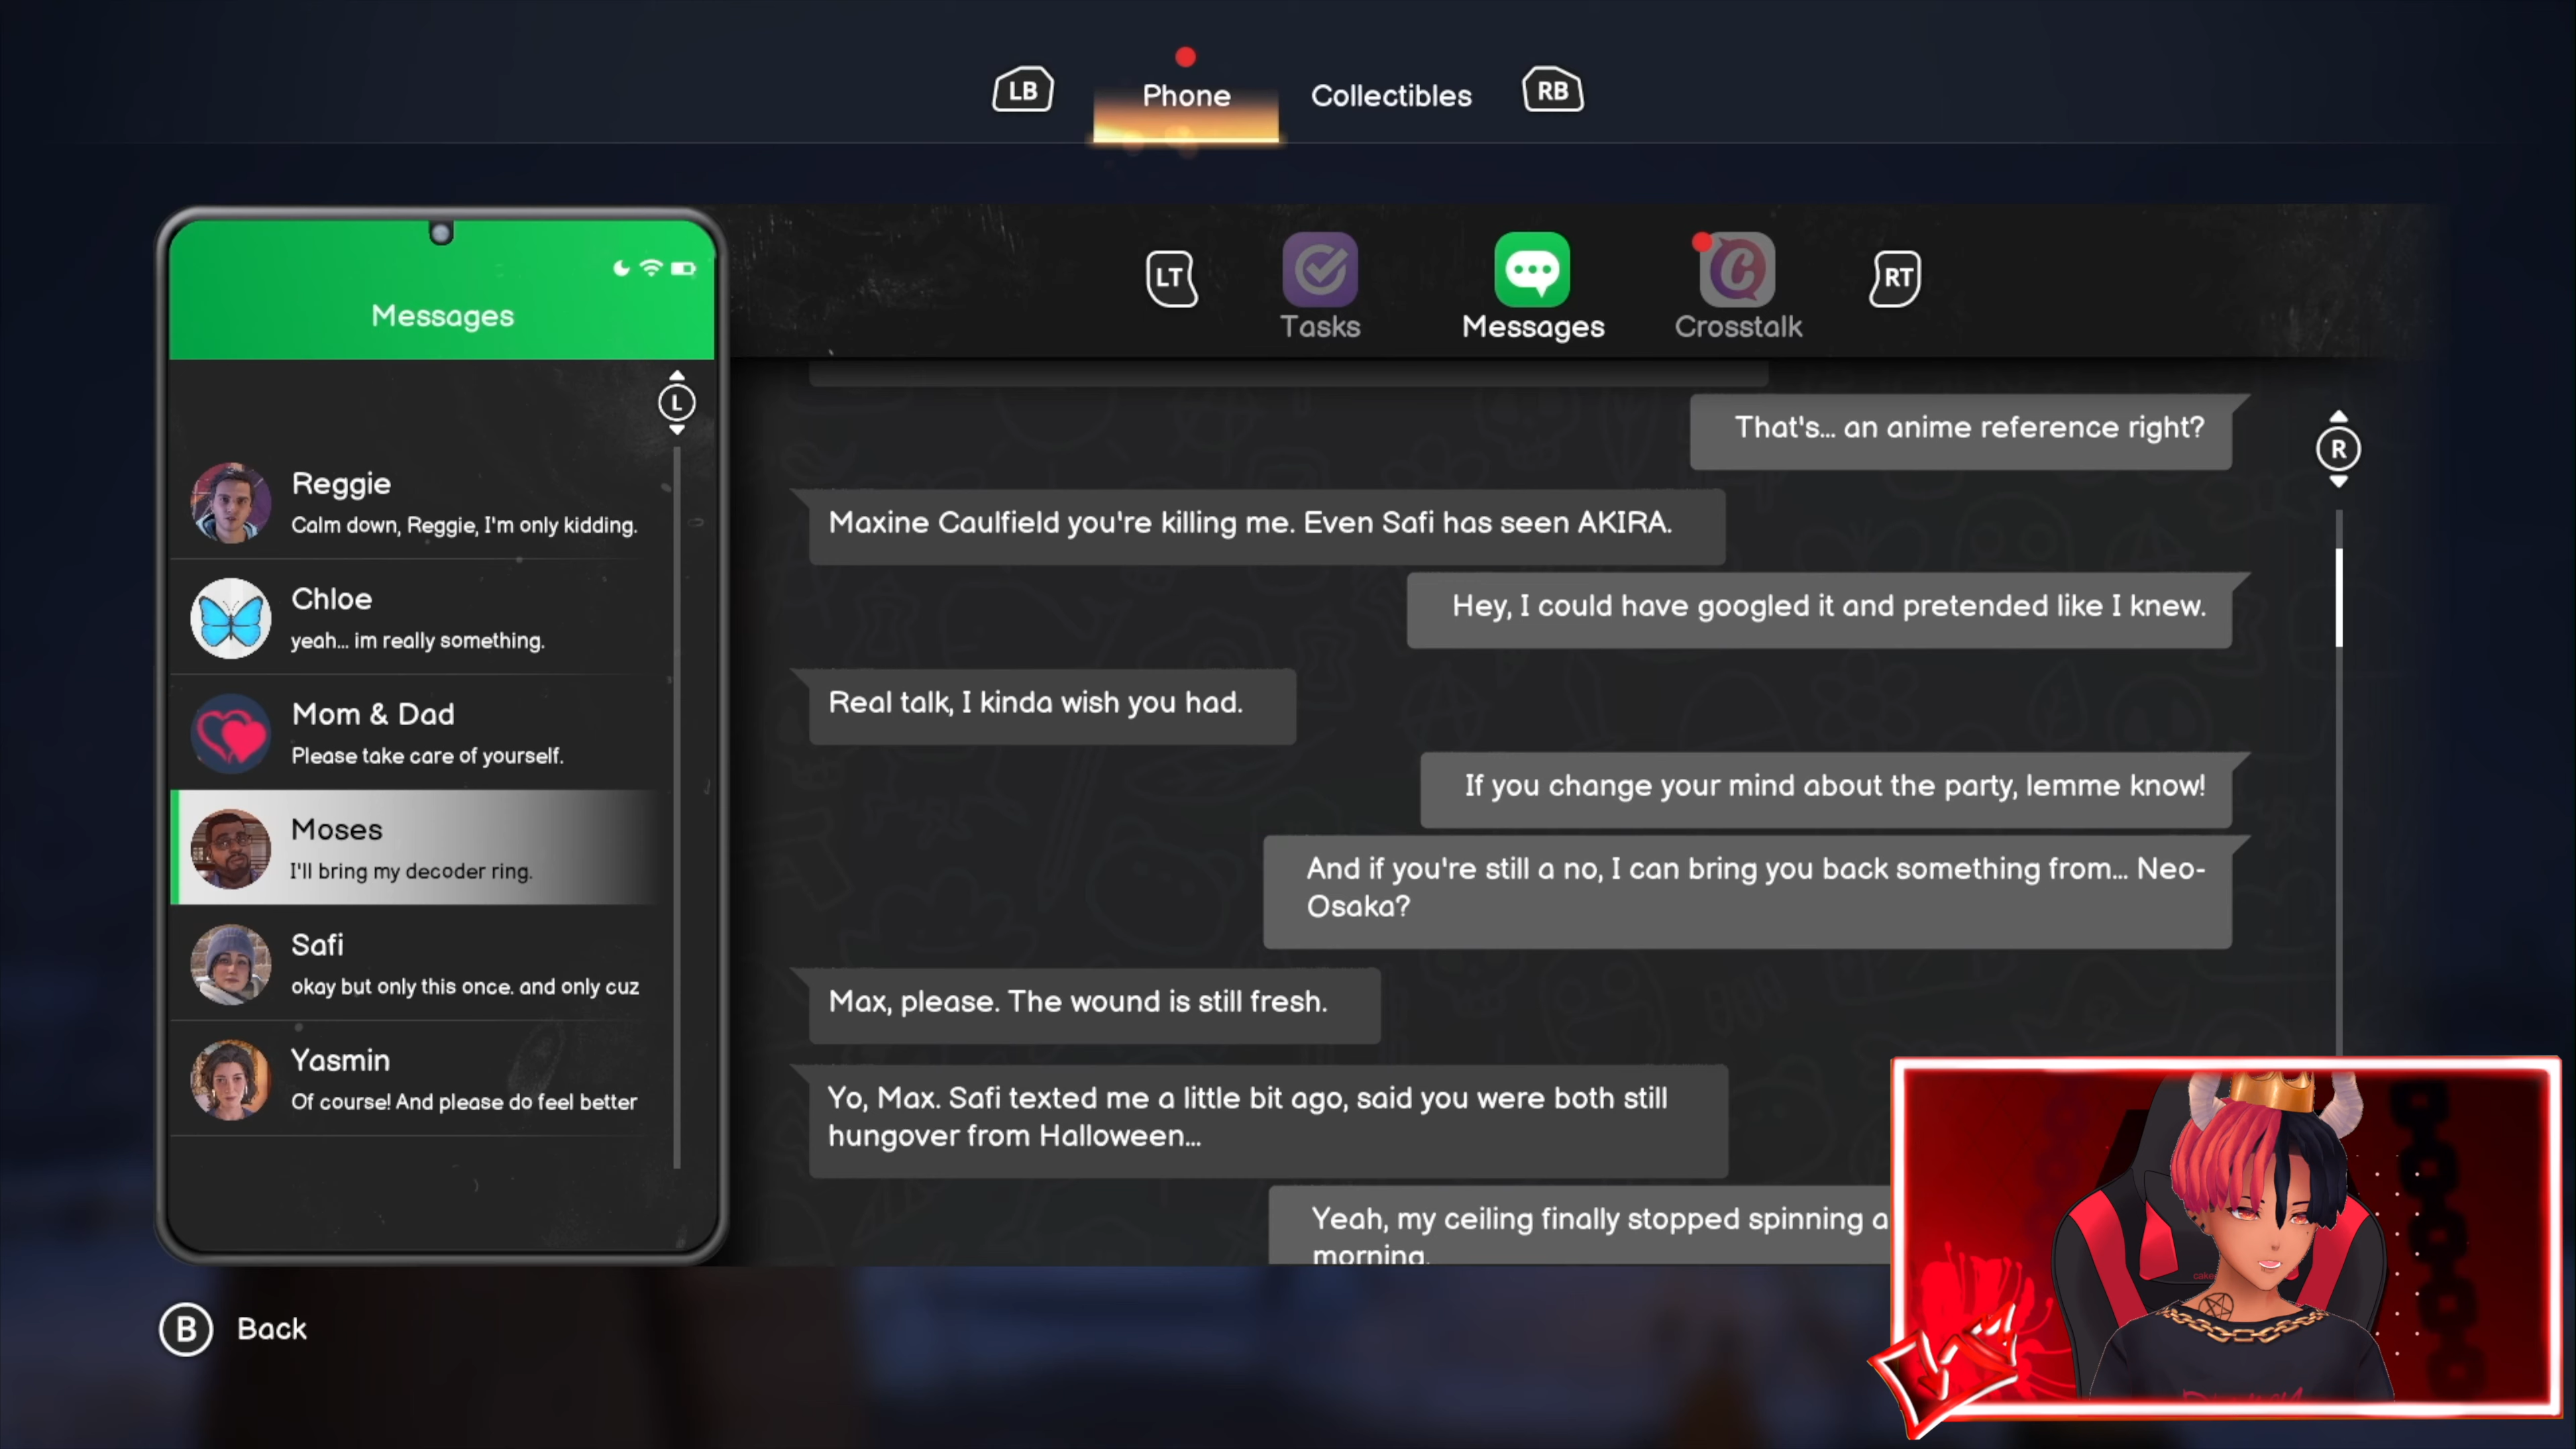 LB
Phone
Collectibles
RB
Messages
LT
Tasks
Messages
Crosstalk
RT
L
R
Reggie
Calm down, Reggie, I'm only kidding.
Chloe
yeah... im really something.
Mom & Dad
Please take care of yourself.
Moses
I'll bring my decoder ring.
Safi
okay but only this once. and only cuz
Yasmin
Of course! And please do feel better
That's... an anime reference right?
Maxine Caulfield you're killing me. Even Safi has seen AKIRA.
Hey, I could have googled it and pretended like I knew.
Real talk, I kinda wish you had.
If you change your mind about the party, lemme know!
And if you're still a no, I can bring you back something from... Neo-
Osaka?
Max, please. The wound is still fresh.
Yo, Max. Safi texted me a little bit ago, said you were both still
hungover from Halloween...
Yeah, my ceiling finally stopped spinning a
morning.
B Back